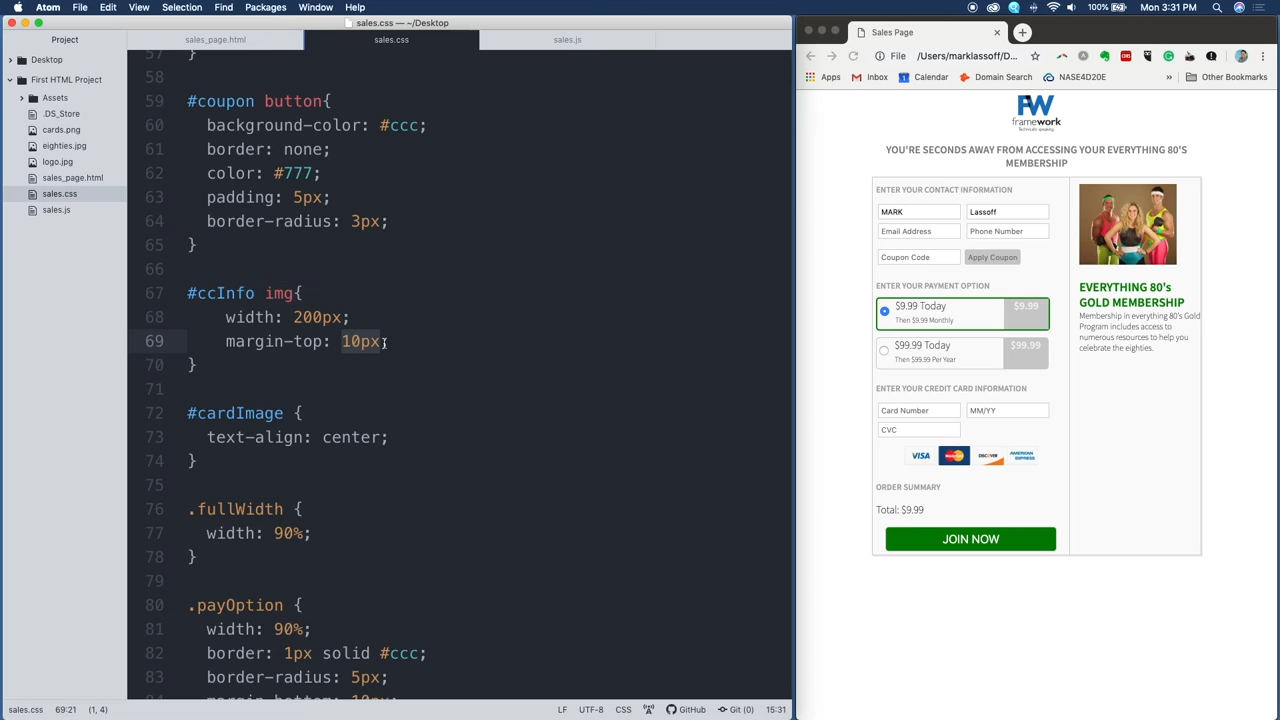 Atom File Edit View Selection Find Packages Window Help
100% Mon 3:31 PM
sales.css — ~/Desktop
Project
Desktop
First HTML Project
Assets
.DS_Store
cards.png
eighties.jpg
logo.jpg
sales_page.html
sales.css
sales.js
sales_page.html sales.css sales.js
57 }
58
59 #coupon button{
60 background-color: #ccc;
61 border: none;
62 color: #777;
63 padding: 5px;
64 border-radius: 3px;
65 }
66
67 #ccInfo img{
68 width: 200px;
69 margin-top: 10px;
70 }
71
72 #cardImage {
73 text-align: center;
74 }
75
76 .fullWidth {
77 width: 90%;
78 }
79
80 .payOption {
81 width: 90%;
82 border: 1px solid #ccc;
83 border-radius: 5px;
84 margin-bottom: 10px;
sales.css 69:21 (1, 4) LF UTF-8 CSS GitHub Git (0) 15:31
Sales Page
File /Users/marklassoff/D...
Apps Inbox Calendar Domain Search NASE4D20E » Other Bookmarks
FW
framework
Technically speaking
YOU'RE SECONDS AWAY FROM ACCESSING YOUR EVERYTHING 80'S
MEMBERSHIP
ENTER YOUR CONTACT INFORMATION
MARK Lassoff
Email Address Phone Number
Coupon Code Apply Coupon
ENTER YOUR PAYMENT OPTION
$9.99 Today $9.99
Then $9.99 Monthly
$99.99 Today $99.99
Then $99.99 Per Year
ENTER YOUR CREDIT CARD INFORMATION
Card Number MM/YY
CVC
VISA MasterCard DISCOVER AMERICAN
EXPRESS
ORDER SUMMARY
Total: $9.99
JOIN NOW
EVERYTHING 80's
GOLD MEMBERSHIP
Membership in everything 80's Gold
Program includes access to
numerous resources to help you
celebrate the eighties.